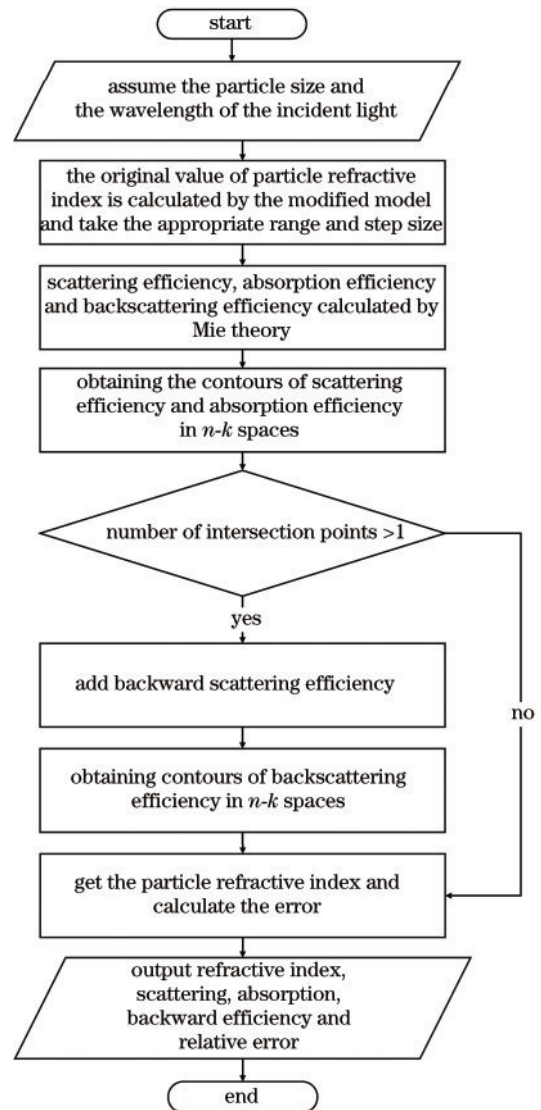 start
assume the particle size and
the wavelength of the incident light
the original value of particle refractive
index is calculated by the modified model
and take the appropriate range and step size
scattering efficiency, absorption efficiency
and backscattering efficiency calculated by
Mie theory
obtaining the contours of scattering
efficiency and absorption efficiency
in n-k spaces
number of intersection points >1
yes
no
add backward scattering efficiency
obtaining contours of backscattering
efficiency in n-k spaces
get the particle refractive index and
calculate the error
output refractive index,
scattering, absorption,
backward efficiency and
relative error
end